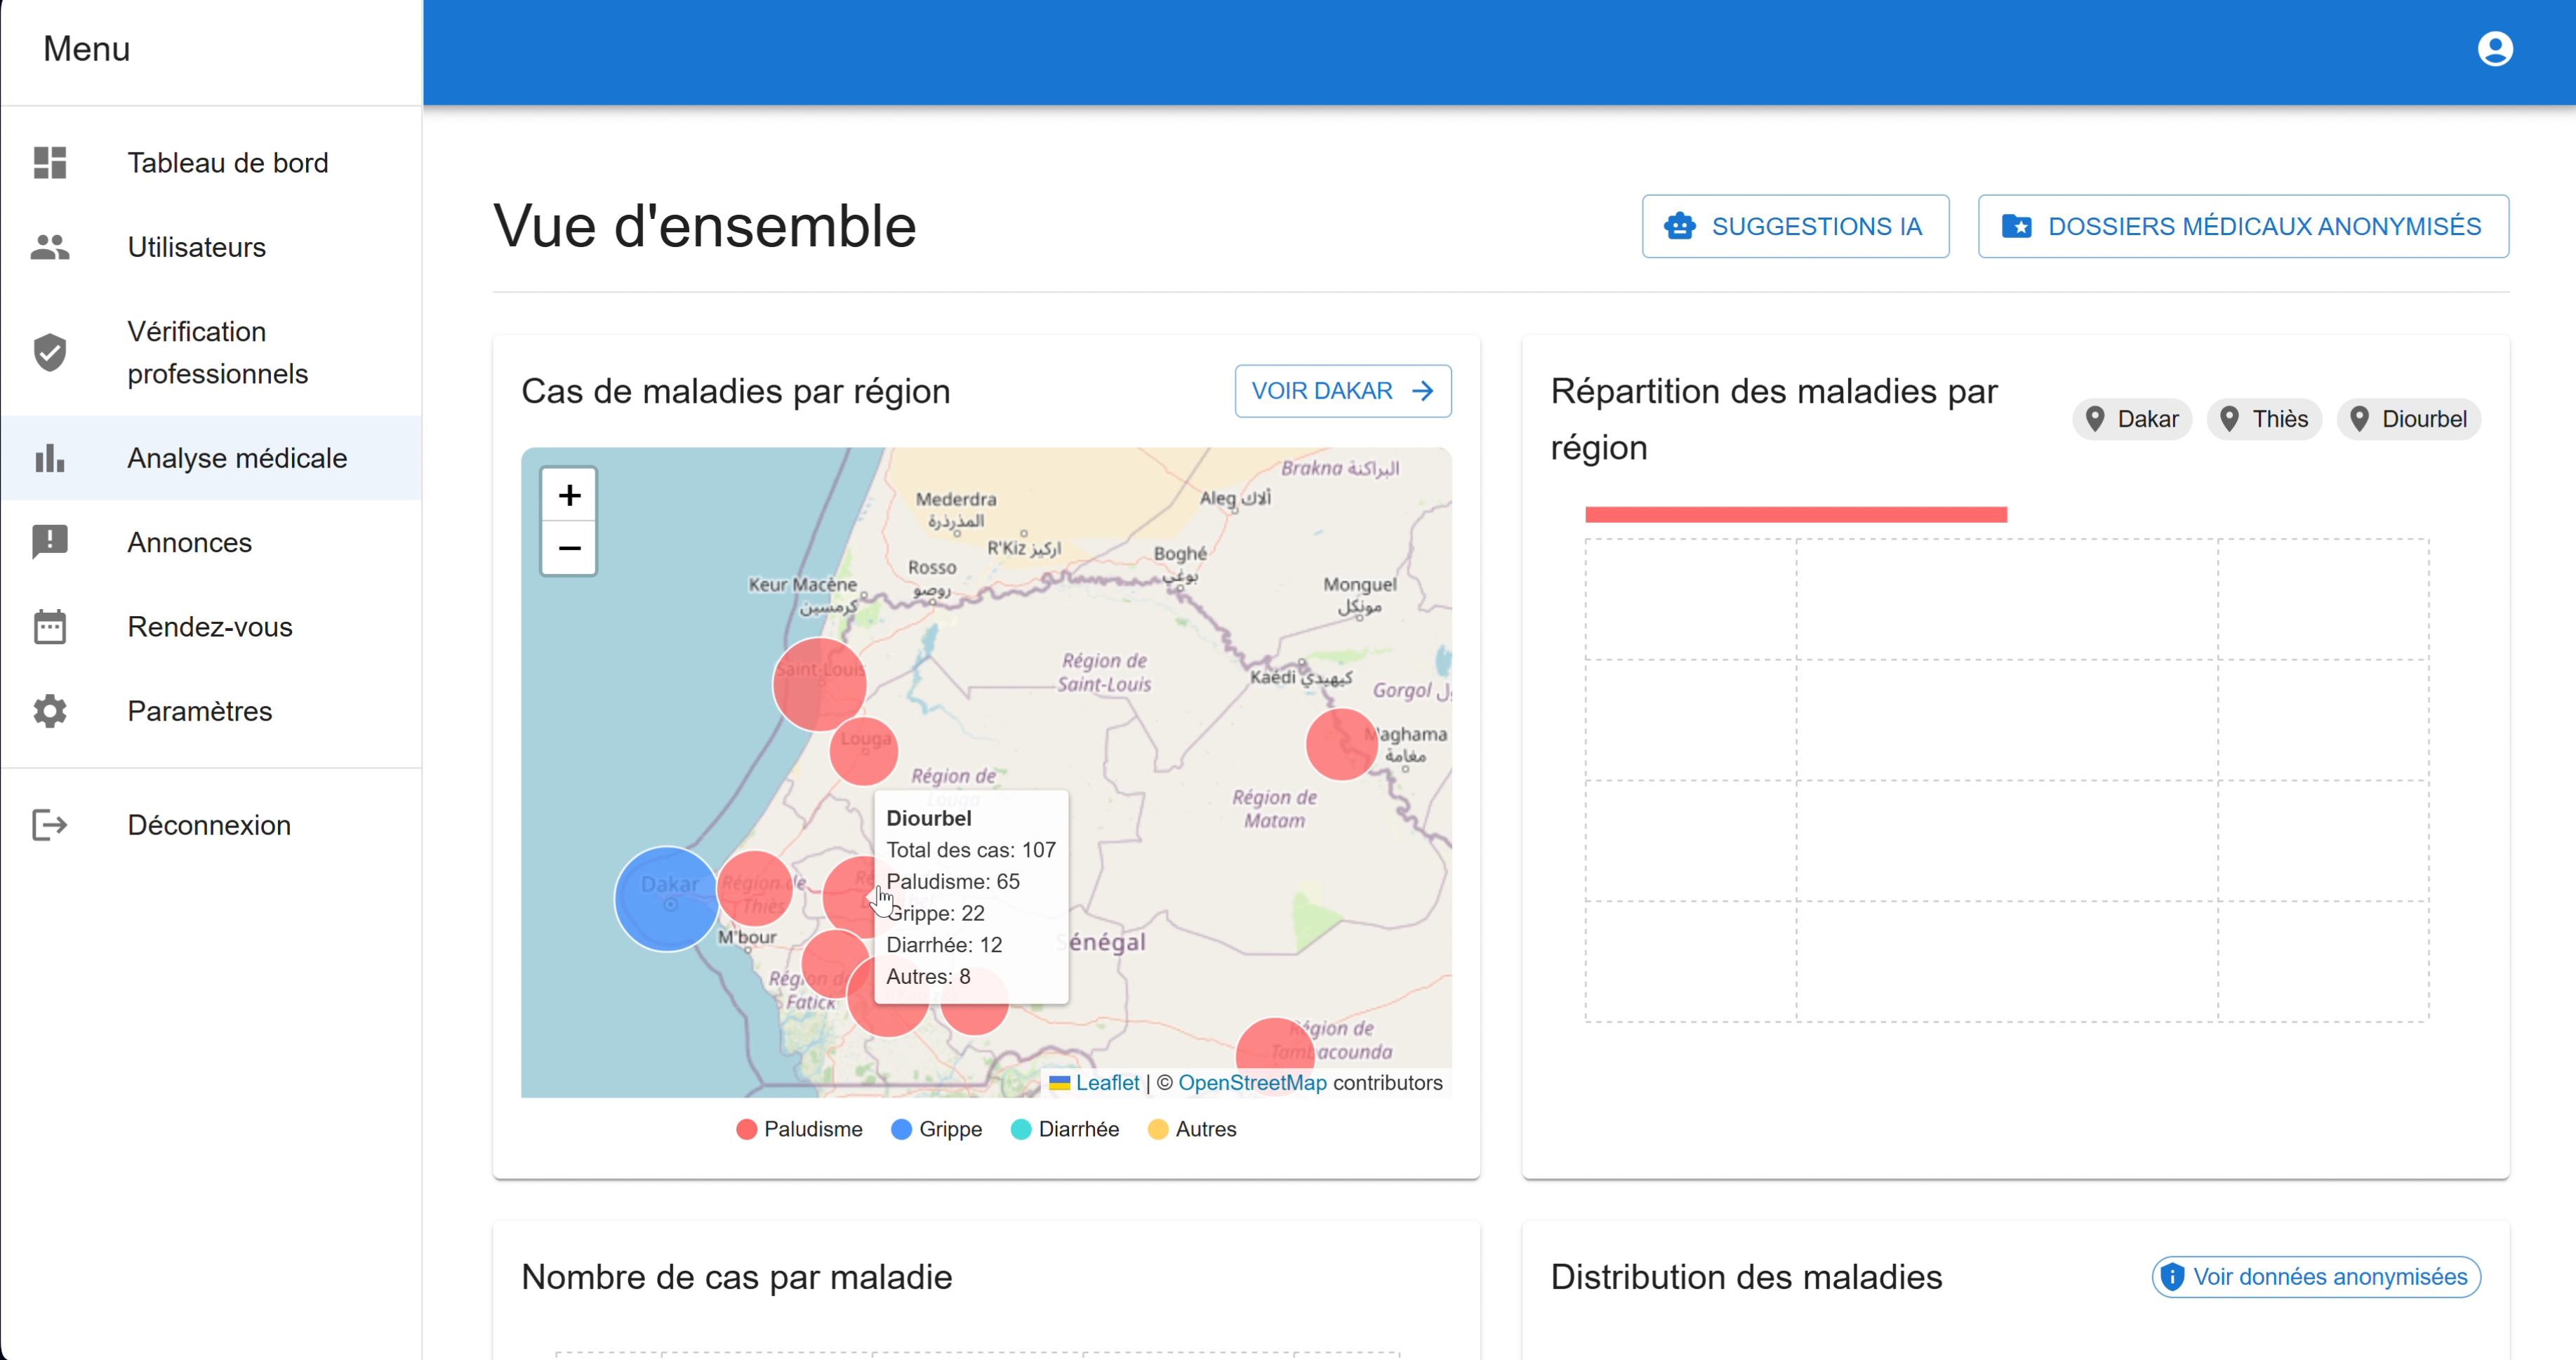 Menu
Tableau de bord
Utilisateurs
Vérification
professionnels
Analyse médicale
Annonces
Rendez-vous
Paramètres
Déconnexion
Vue d'ensemble
SUGGESTIONS IA
DOSSIERS MÉDICAUX ANONYMISÉS
Cas de maladies par région
VOIR DAKAR
+
−
Brakna البراكنة
Mederdra
المذرذرة
Aleg ألاك
R'Kiz اركيز
Boghé
بوغي
Rosso
روصو
Keur Macène
كرمسين
Monguel
مونكل
Saint-Louis
Région de
Saint-Louis
Kaédi كيهيدي
Gorgol
Louga
Maghama
مغامة
Région de
Louga
Région de
Matam
Diourbel
Total des cas: 107
Paludisme: 65
Grippe: 22
Diarrhée: 12
Autres: 8
Dakar
Région de
Thiès
M'bour
Sénégal
Région de
Fatick
Région de
Tambacounda
Leaflet | © OpenStreetMap contributors
Paludisme
Grippe
Diarrhée
Autres
Répartition des maladies par
région
Dakar
Thiès
Diourbel
Nombre de cas par maladie
Distribution des maladies
Voir données anonymisées